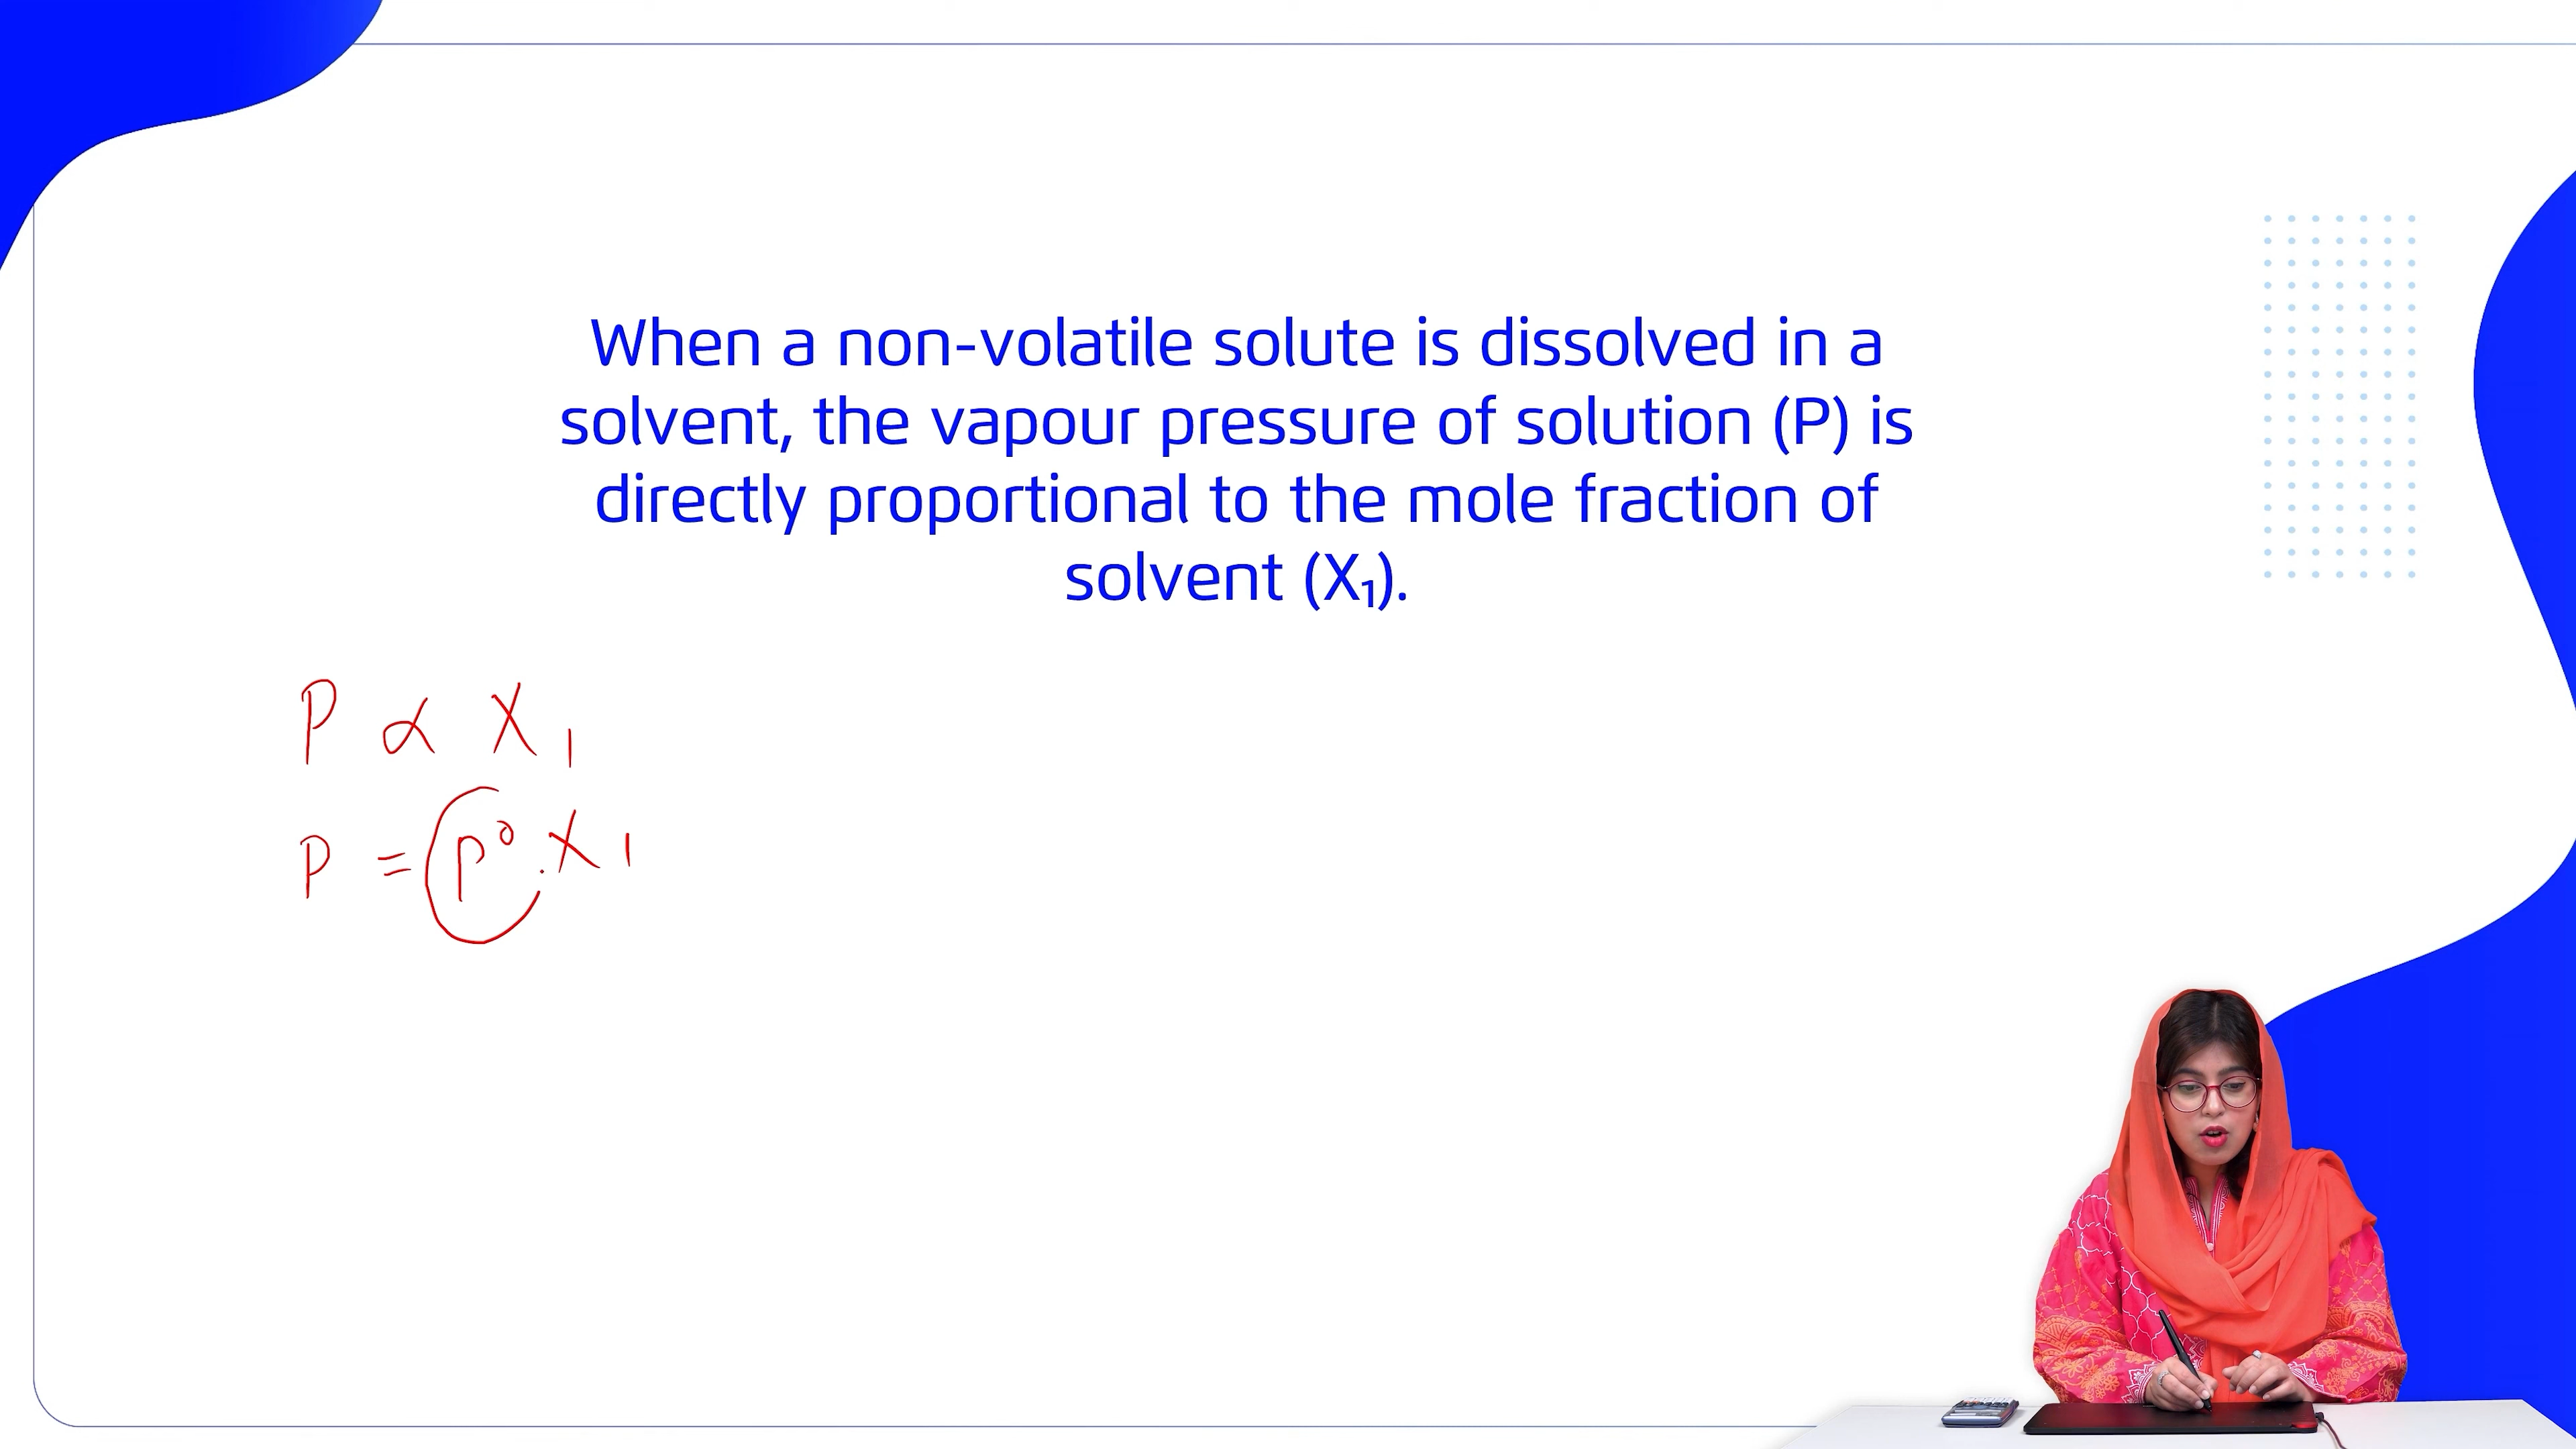 When a non-volatile solute is dissolved in a
solvent, the vapour pressure of solution (P) is
directly proportional to the mole fraction of
solvent (X₁).
P ∝ X₁
P = P⁰ . X₁